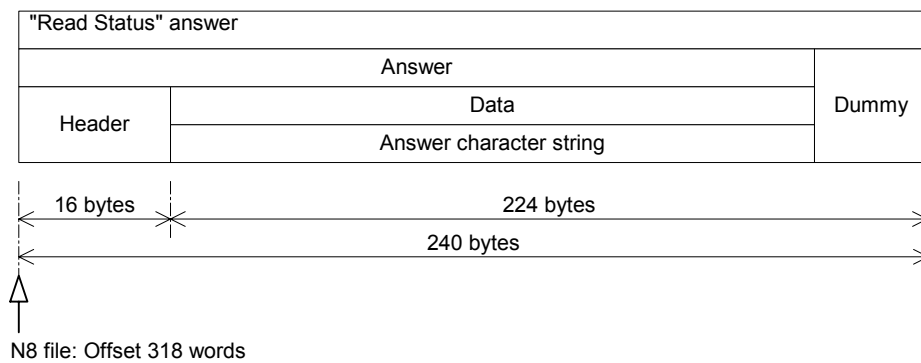 "Read Status" answer
Answer
Header
Data
Dummy
Answer character string
16 bytes
224 bytes
240 bytes
N8 file: Offset 318 words